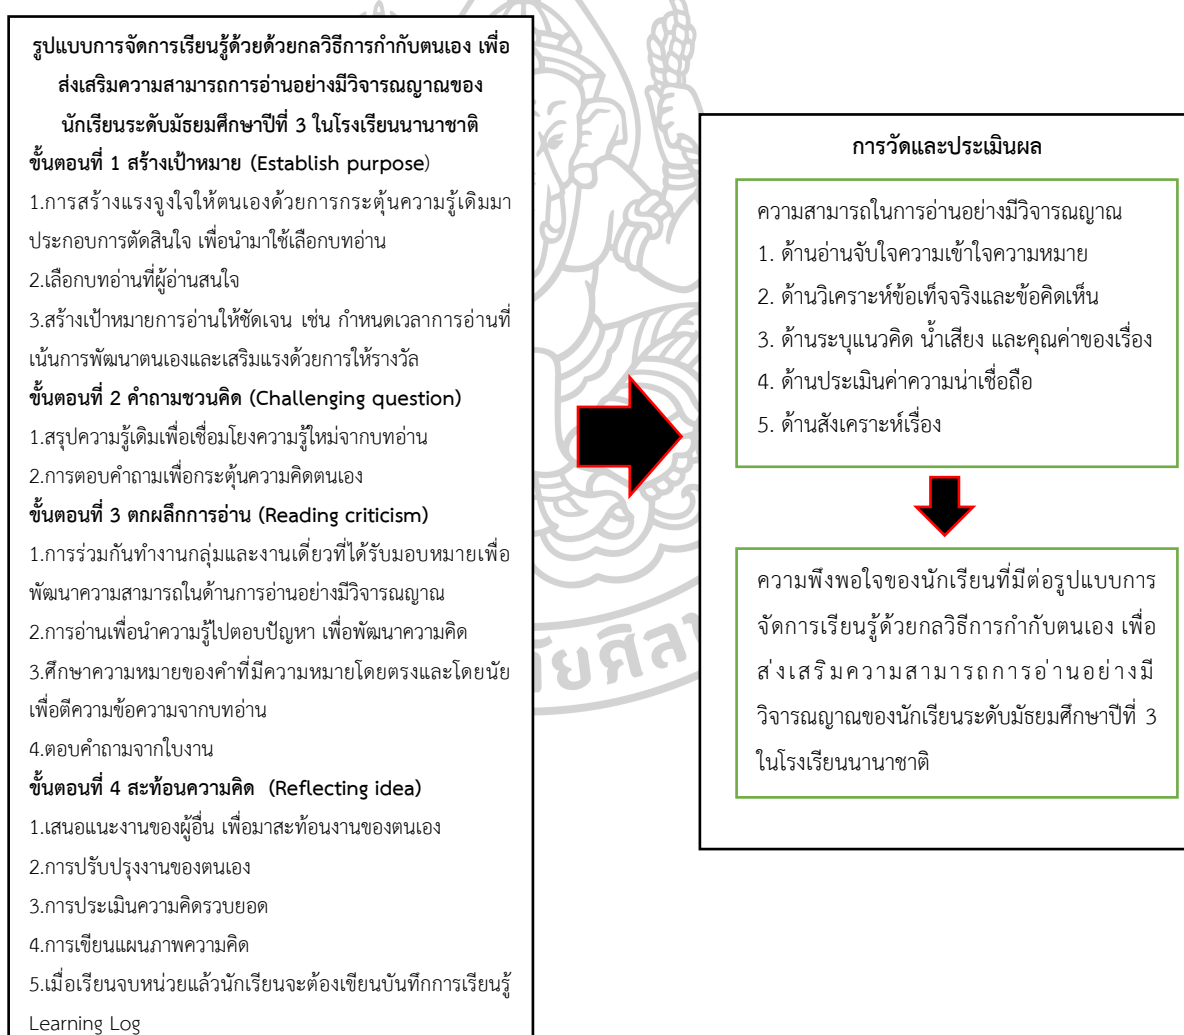 รูปแบบการจัดการเรียนรู้ด้วยด้วยกลวิธีการกำกับตนเอง เพื่อ
ส่งเสริมความสามารถการอ่านอย่างมีวิจารณญาณของ
นักเรียนระดับมัธยมศึกษาปีที่ 3 ในโรงเรียนนานาชาติ
ขั้นตอนที่ 1 สร้างเป้าหมาย (Establish purpose)
1.การสร้างแรงจูงใจให้ตนเองด้วยการกระตุ้นความรู้เดิมมา
ประกอบการตัดสินใจ เพื่อนำมาใช้เลือกบทอ่าน
2.เลือกบทอ่านที่ผู้อ่านสนใจ
3.สร้างเป้าหมายการอ่านให้ชัดเจน เช่น กำหนดเวลาการอ่านที่
เน้นการพัฒนาตนเองและเสริมแรงด้วยการให้รางวัล
ขั้นตอนที่ 2 คำถามชวนคิด (Challenging question)
1.สรุปความรู้เดิมเพื่อเชื่อมโยงความรู้ใหม่จากบทอ่าน
2.การตอบคำถามเพื่อกระตุ้นความคิดตนเอง
ขั้นตอนที่ 3 ตกผลึกการอ่าน (Reading criticism)
1.การร่วมกันทำงานกลุ่มและงานเดี่ยวที่ได้รับมอบหมายเพื่อ
พัฒนาความสามารถในด้านการอ่านอย่างมีวิจารณญาณ
2.การอ่านเพื่อนำความรู้ไปตอบปัญหา เพื่อพัฒนาความคิด
3.ศึกษาความหมายของคำที่มีความหมายโดยตรงและโดยนัย
เพื่อตีความข้อความจากบทอ่าน
4.ตอบคำถามจากใบงาน
ขั้นตอนที่ 4 สะท้อนความคิด (Reflecting idea)
1.เสนอแนะงานของผู้อื่น เพื่อมาสะท้อนงานของตนเอง
2.การปรับปรุงงานของตนเอง
3.การประเมินความคิดรวบยอด
4.การเขียนแผนภาพความคิด
5.เมื่อเรียนจบหน่วยแล้วนักเรียนจะต้องเขียนบันทึกการเรียนรู้
Learning Log
การวัดและประเมินผล
ความสามารถในการอ่านอย่างมีวิจารณญาณ
1. ด้านอ่านจับใจความเข้าใจความหมาย
2. ด้านวิเคราะห์ข้อเท็จจริงและข้อคิดเห็น
3. ด้านระบุแนวคิด น้ำเสียง และคุณค่าของเรื่อง
4. ด้านประเมินค่าความน่าเชื่อถือ
5. ด้านสังเคราะห์เรื่อง
ความพึงพอใจของนักเรียนที่มีต่อรูปแบบการ
จัดการเรียนรู้ด้วยกลวิธีการกำกับตนเอง เพื่อ
ส่งเสริมความสามารถการอ่านอย่างมี
วิจารณญาณของนักเรียนระดับมัธยมศึกษาปีที่ 3
ในโรงเรียนนานาชาติ